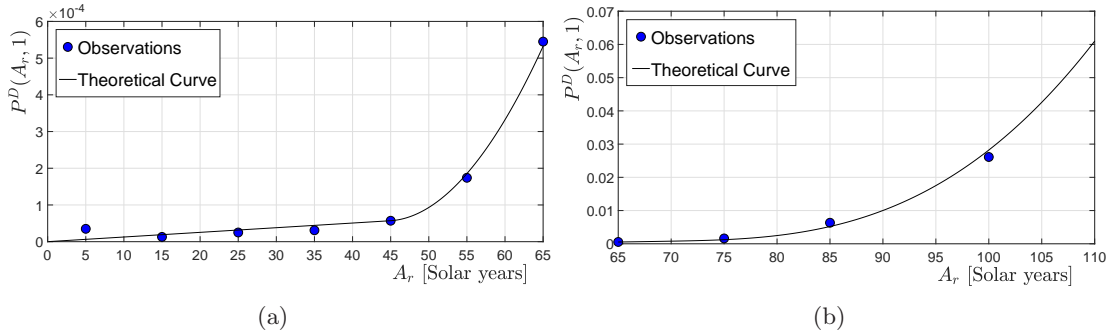 ×10⁻⁴
6
5
4
3
2
1
0
P^D(A_r, 1)
Observations
Theoretical Curve
0 5 10 15 20 25 30 35 40 45 50 55 60 65
A_r [Solar years]
(a)
0.07
0.06
0.05
0.04
0.03
0.02
0.01
0
P^D(A_r, 1)
Observations
Theoretical Curve
65 70 75 80 85 90 95 100 105 110
A_r [Solar years]
(b)